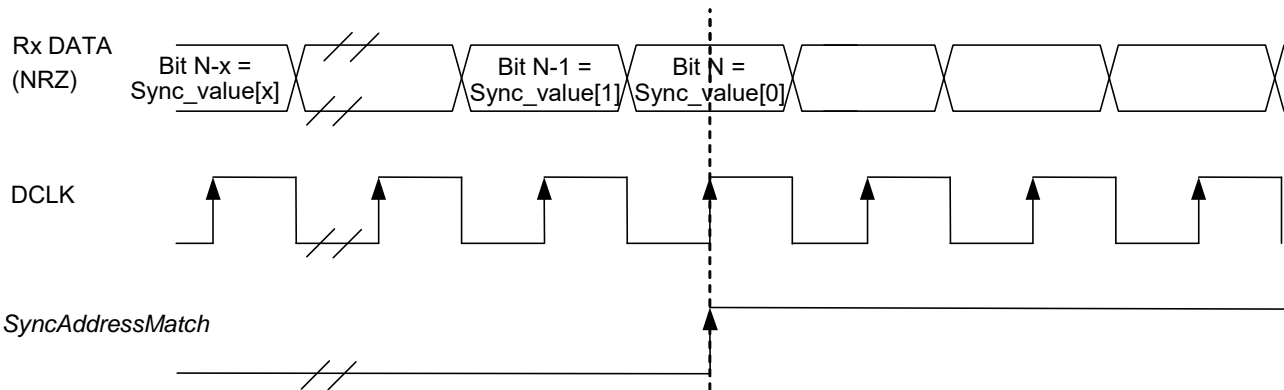 Rx DATA
(NRZ)
Bit N-x =
Sync_value[x]
Bit N-1 =
Sync_value[1]
Bit N =
Sync_value[0]
DCLK
SyncAddressMatch